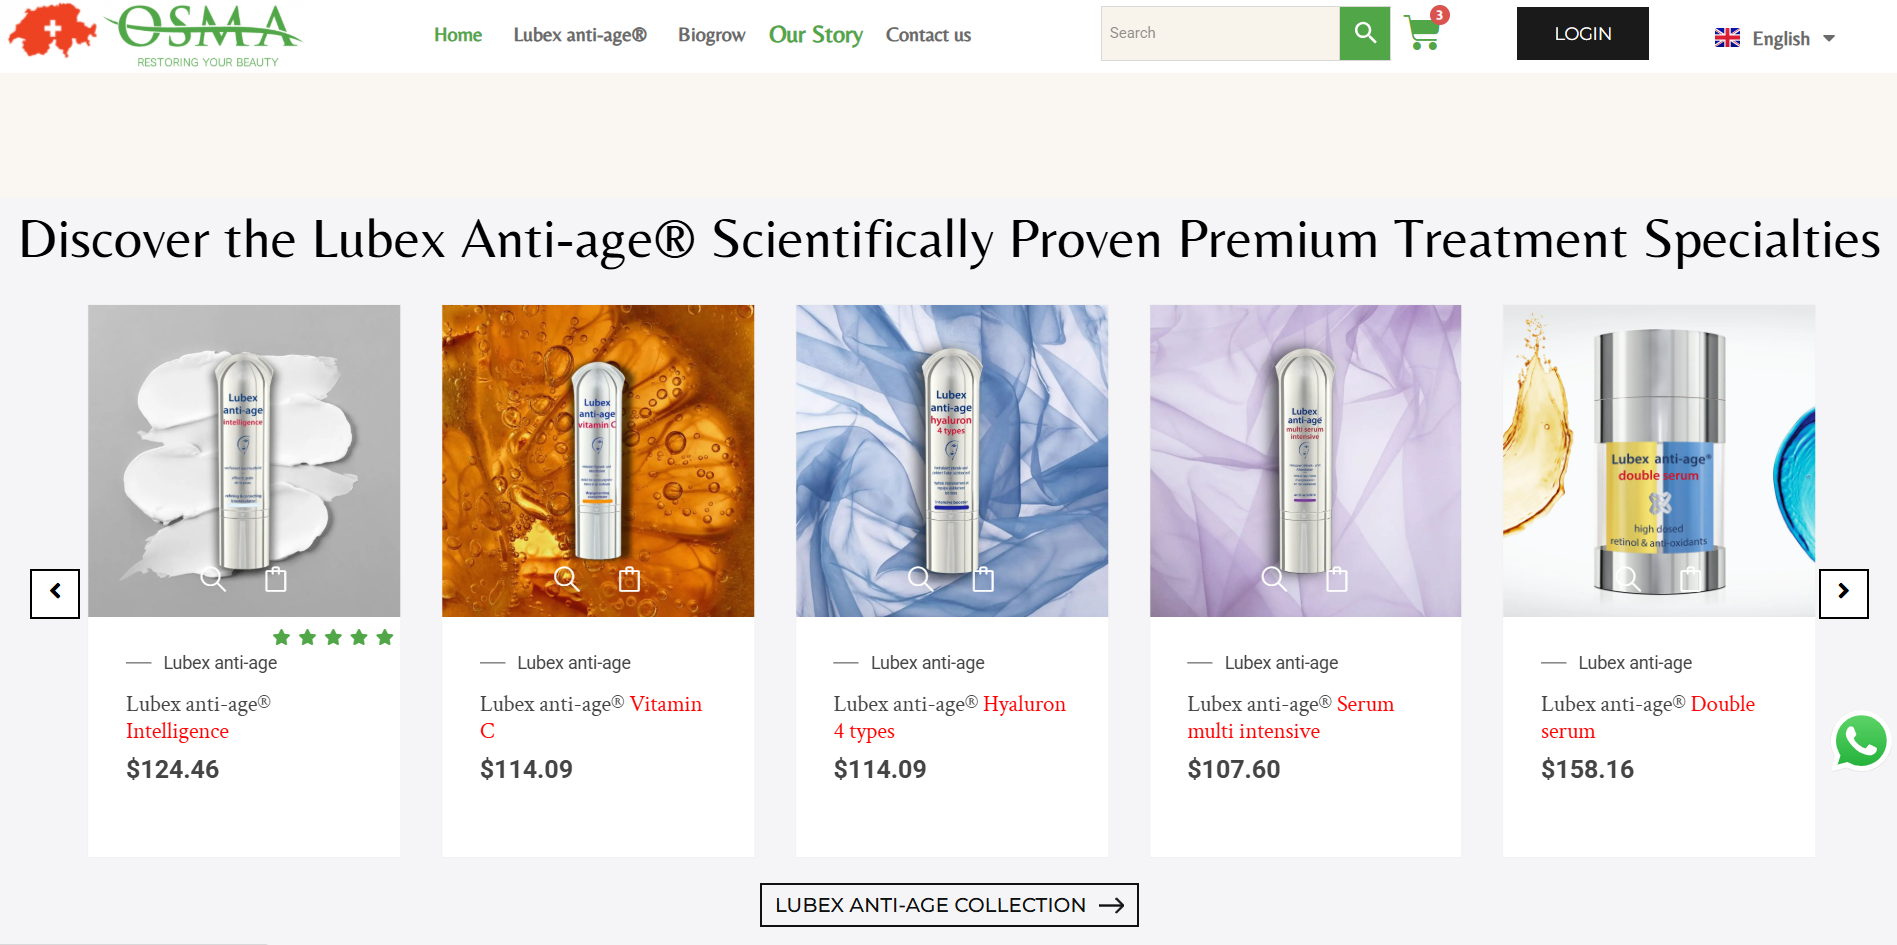 OSMA
RESTORING YOUR BEAUTY
Home
Lubex anti-age®
Biogrow
Our Story
Contact us
Search
3
LOGIN
English
Discover the Lubex Anti-age® Scientifically Proven Premium Treatment Specialties
Lubex
anti-age
intelligence
Lubex
anti-age
vitamin C
Lubex
anti-age
hyaluron
4 types
Lubex
anti-age
multi serum
intensive
Lubex anti-age®
double serum
high dosed
retinol & anti-oxidants
Lubex anti-age
Lubex anti-age®
Intelligence
$124.46
Lubex anti-age
Lubex anti-age® Vitamin
C
$114.09
Lubex anti-age
Lubex anti-age® Hyaluron
4 types
$114.09
Lubex anti-age
Lubex anti-age® Serum
multi intensive
$107.60
Lubex anti-age
Lubex anti-age® Double
serum
$158.16
LUBEX ANTI-AGE COLLECTION